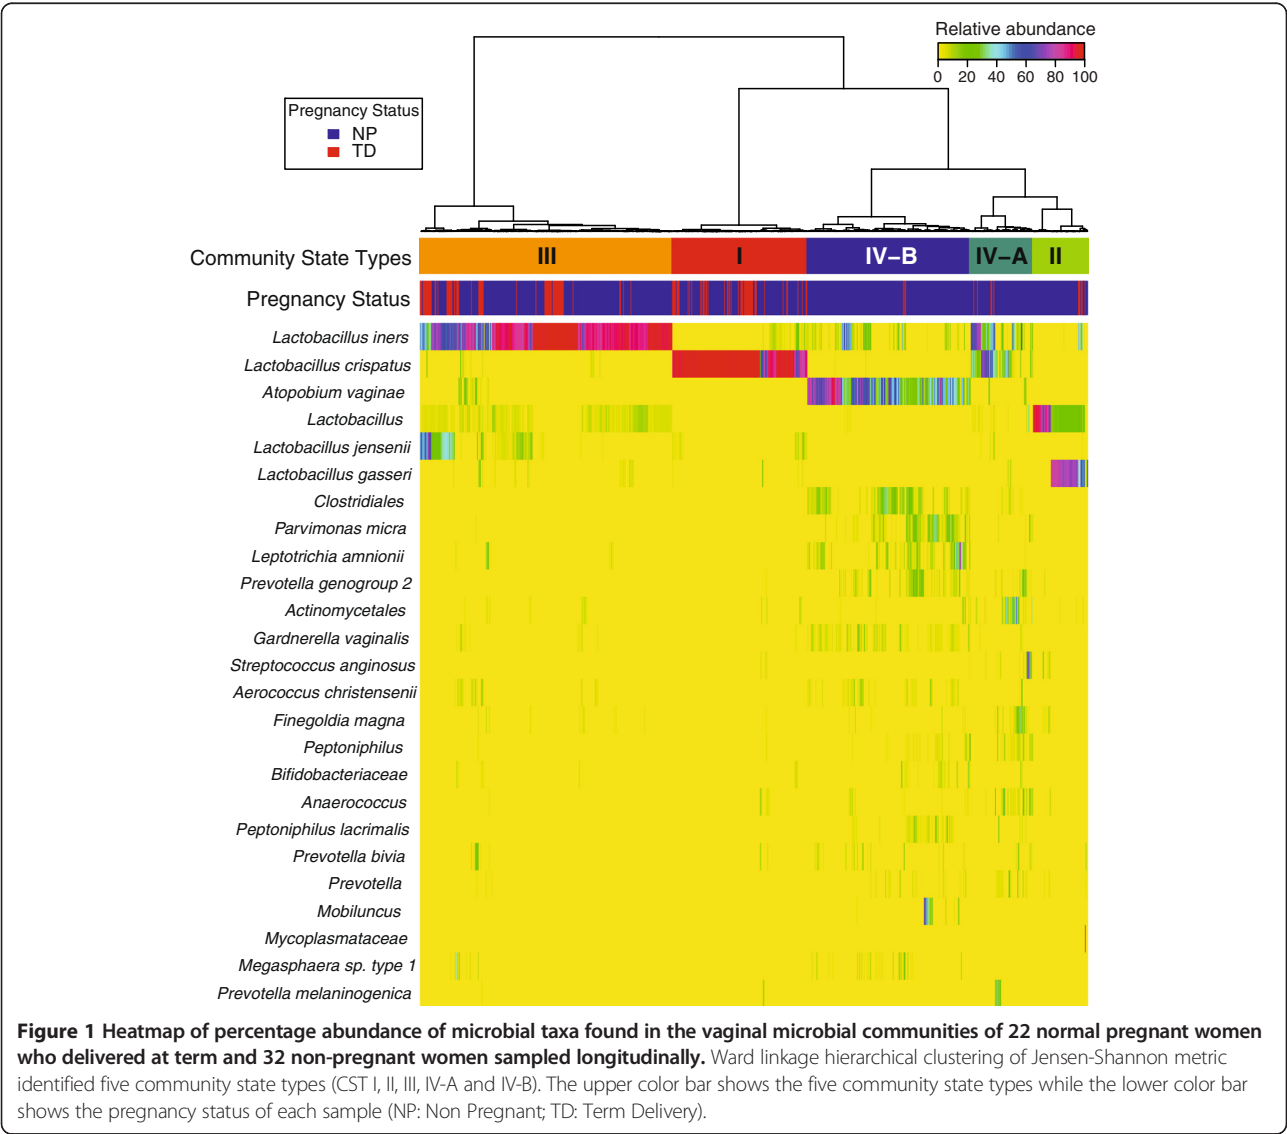 Relative abundance
0 20 40 60 80 100
Pregnancy Status
NP
TD
Community State Types
III I IV–B IV–A II
Pregnancy Status
Lactobacillus iners
Lactobacillus crispatus
Atopobium vaginae
Lactobacillus
Lactobacillus jensenii
Lactobacillus gasseri
Clostridiales
Parvimonas micra
Leptotrichia amnionii
Prevotella genogroup 2
Actinomycetales
Gardnerella vaginalis
Streptococcus anginosus
Aerococcus christensenii
Finegoldia magna
Peptoniphilus
Bifidobacteriaceae
Anaerococcus
Peptoniphilus lacrimalis
Prevotella bivia
Prevotella
Mobiluncus
Mycoplasmataceae
Megasphaera sp. type 1
Prevotella melaninogenica
Figure 1 Heatmap of percentage abundance of microbial taxa found in the vaginal microbial communities of 22 normal pregnant women
who delivered at term and 32 non-pregnant women sampled longitudinally. Ward linkage hierarchical clustering of Jensen-Shannon metric
identified five community state types (CST I, II, III, IV-A and IV-B). The upper color bar shows the five community state types while the lower color bar
shows the pregnancy status of each sample (NP: Non Pregnant; TD: Term Delivery).